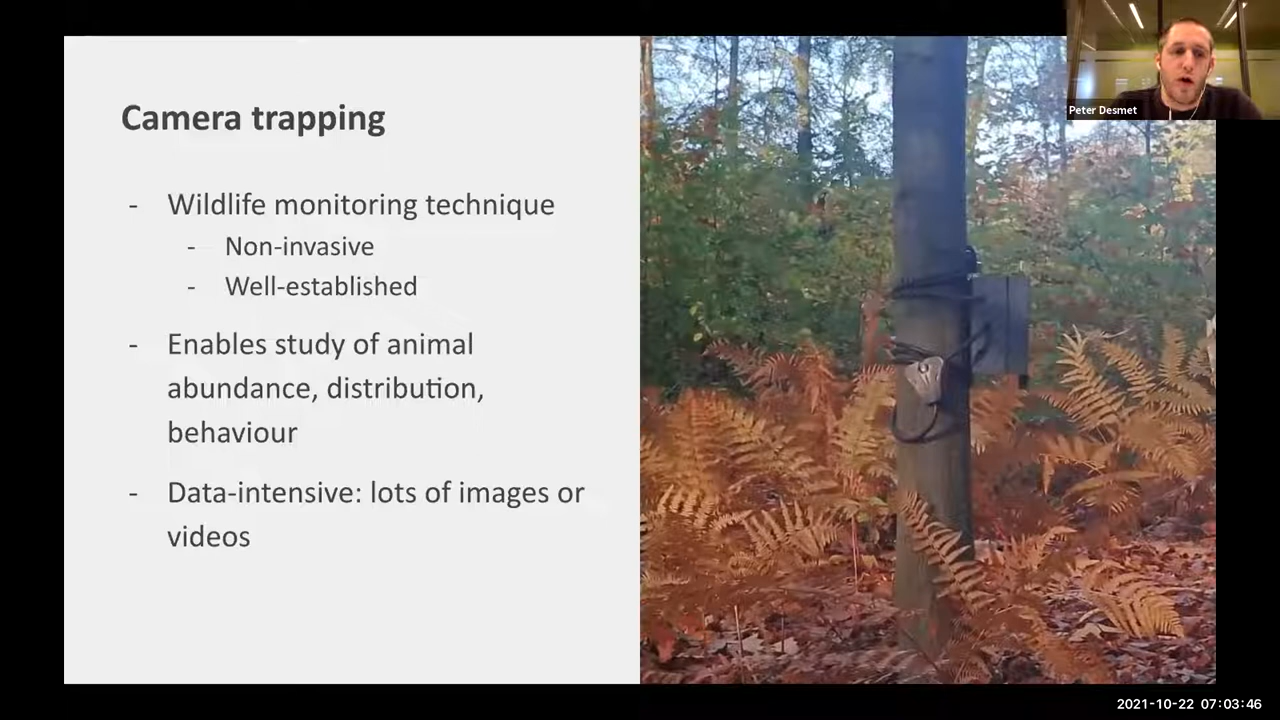 Camera trapping
- Wildlife monitoring technique
- Non-invasive
- Well-established
- Enables study of animal
abundance, distribution,
behaviour
- Data-intensive: lots of images or
videos
Peter Desmet
2021-10-22 07:03:46